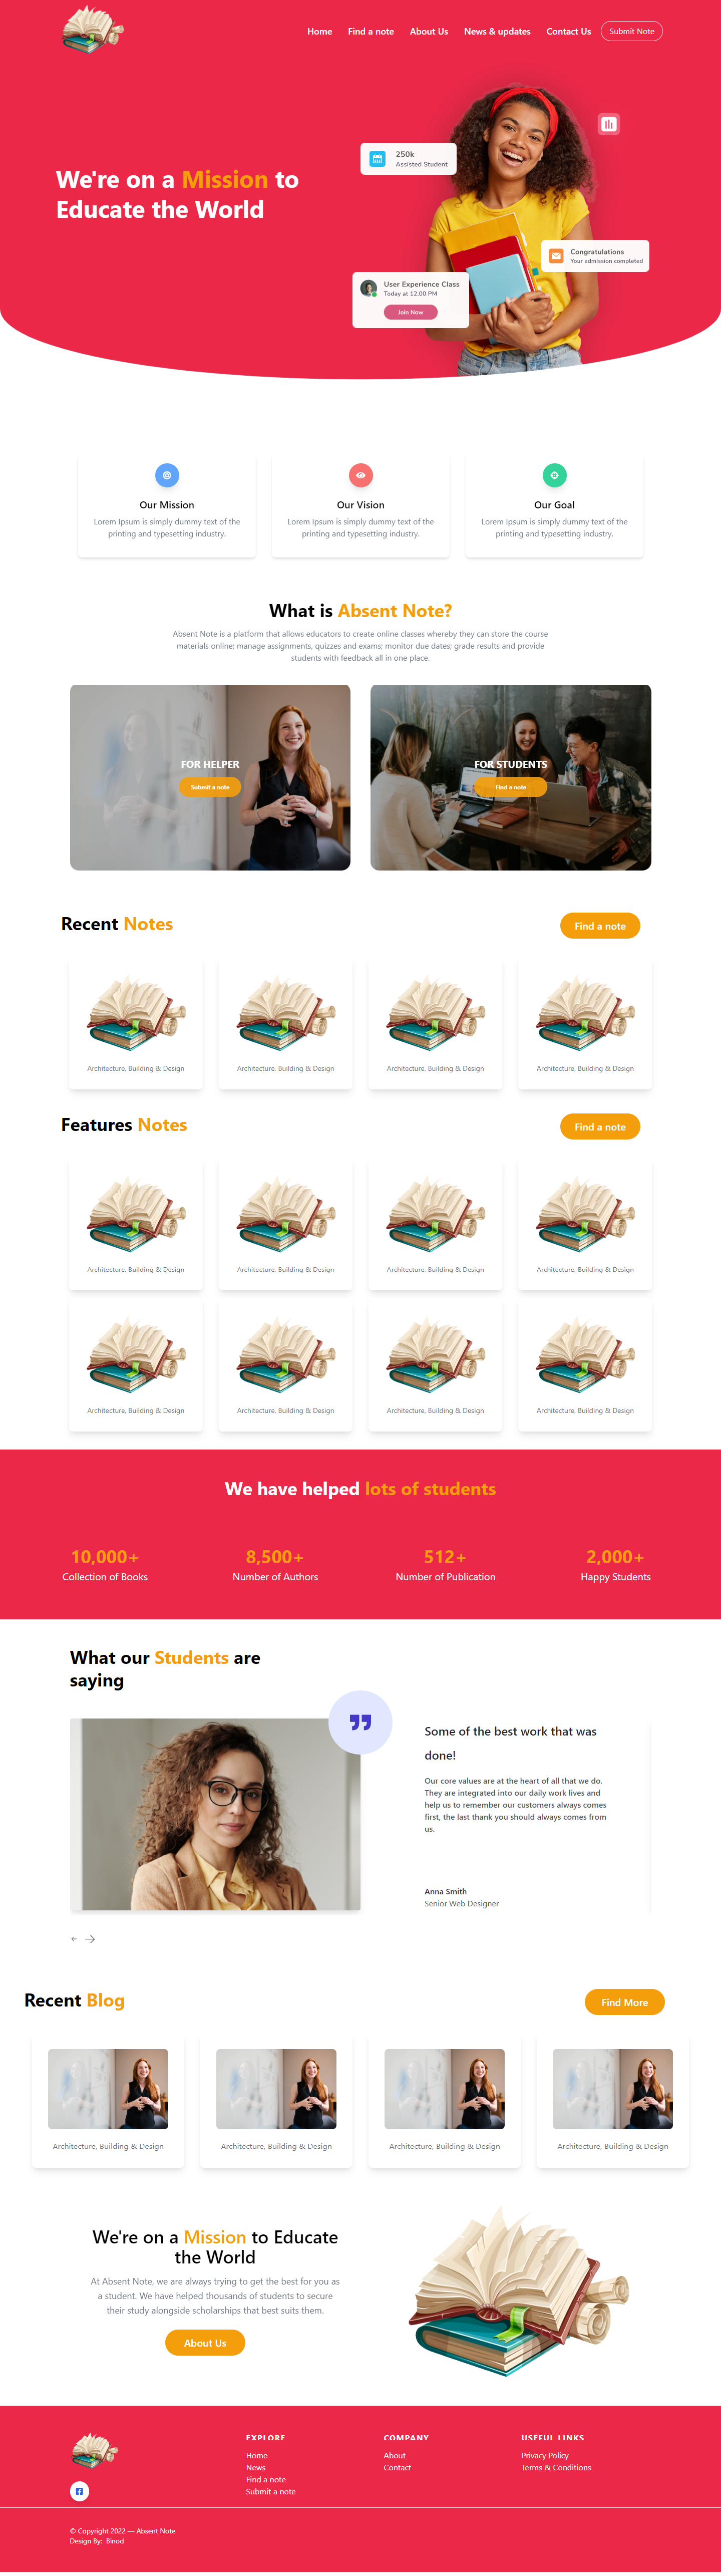 Home Find a note About Us News & updates Contact Us Submit Note
250k
Assisted Student
We're on a Mission to
Educate the World
Congratulations
Your admission completed
User Experience Class
Today at 12.00 PM
Join Now
Our Mission
Lorem Ipsum is simply dummy text of the
printing and typesetting industry.
Our Vision
Lorem Ipsum is simply dummy text of the
printing and typesetting industry.
Our Goal
Lorem Ipsum is simply dummy text of the
printing and typesetting industry.
What is Absent Note?
Absent Note is a platform that allows educators to create online classes whereby they can store the course
materials online; manage assignments, quizzes and exams; monitor due dates; grade results and provide
students with feedback all in one place.
FOR HELPER
Submit a note
FOR STUDENTS
Find a note
Recent Notes
Find a note
Architecture, Building & Design
Architecture, Building & Design
Architecture, Building & Design
Architecture, Building & Design
Features Notes
Find a note
Architecture, Building & Design
Architecture, Building & Design
Architecture, Building & Design
Architecture, Building & Design
Architecture, Building & Design
Architecture, Building & Design
Architecture, Building & Design
Architecture, Building & Design
We have helped lots of students
10,000+
Collection of Books
8,500+
Number of Authors
512+
Number of Publication
2,000+
Happy Students
What our Students are
saying
Some of the best work that was
done!
Our core values are at the heart of all that we do.
They are integrated into our daily work lives and
help us to remember our customers always comes
first, the last thank you should always comes from
us.
Anna Smith
Senior Web Designer
Recent Blog
Find More
Architecture, Building & Design
Architecture, Building & Design
Architecture, Building & Design
Architecture, Building & Design
We're on a Mission to Educate
the World
At Absent Note, we are always trying to get the best for you as
a student. We have helped thousands of students to secure
their study alongside scholarships that best suits them.
About Us
EXPLORE
Home
News
Find a note
Submit a note
COMPANY
About
Contact
USEFUL LINKS
Privacy Policy
Terms & Conditions
© Copyright 2022 — Absent Note
Design By: Binod